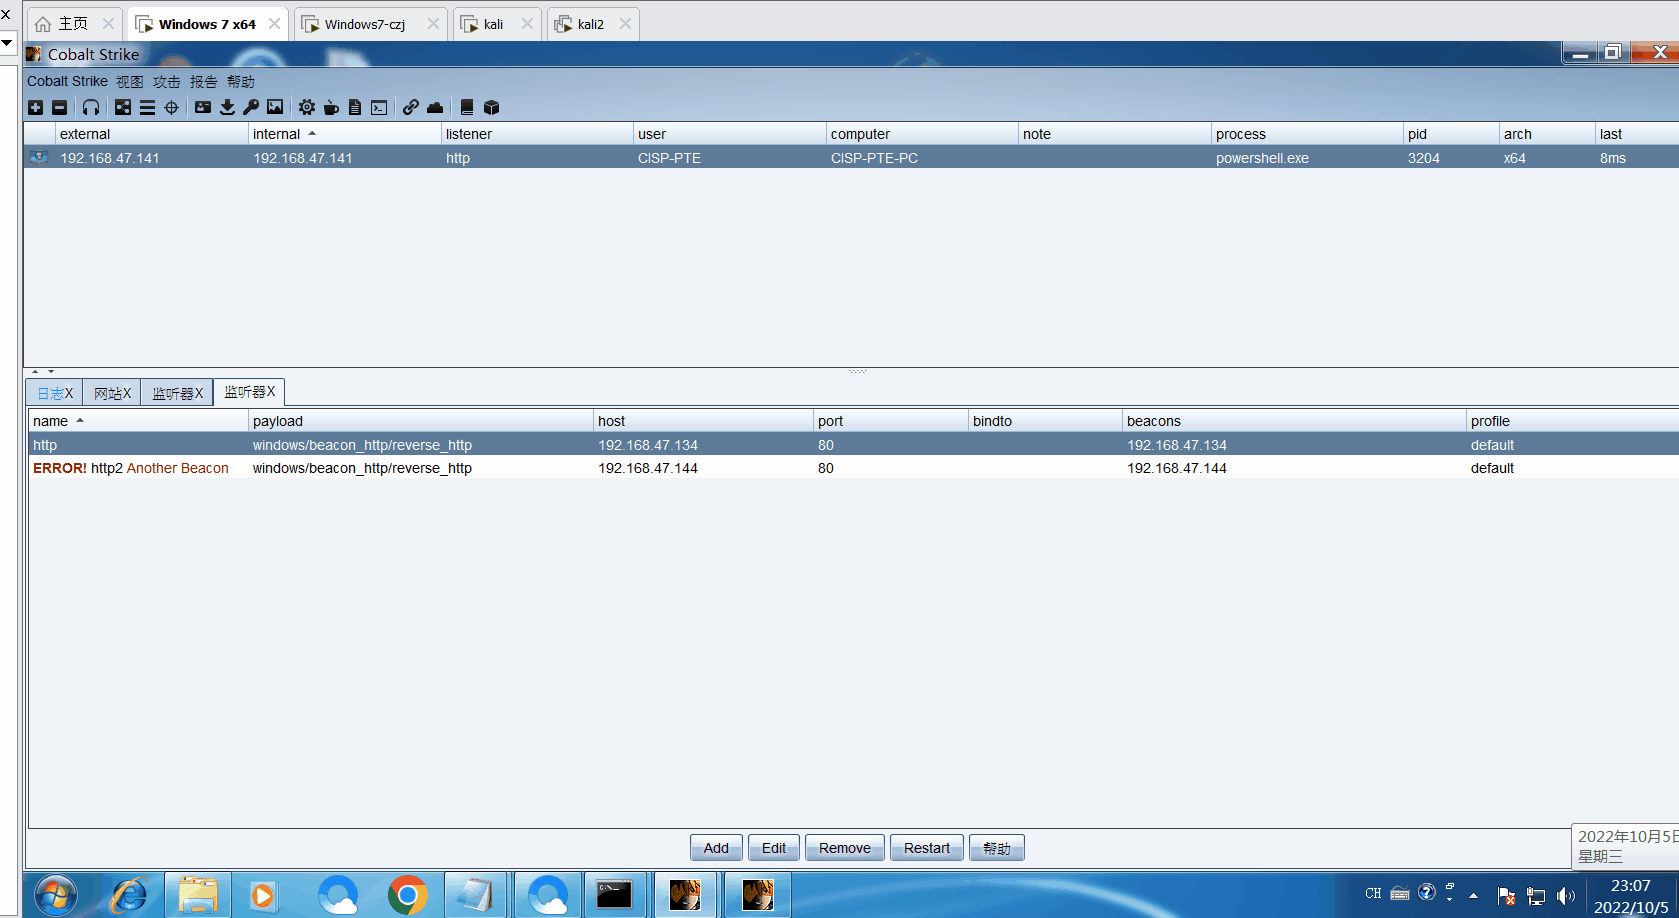 主页 Windows 7 x64 Windows7-czj kali kali2
Cobalt Strike
Cobalt Strike 视图 攻击 报告 帮助
external internal listener user computer note process pid arch last
192.168.47.141 192.168.47.141 http CISP-PTE CISP-PTE-PC powershell.exe 3204 x64 8ms
日志X 网站X 监听器X 监听器X
name payload host port bindto beacons profile
http windows/beacon_http/reverse_http 192.168.47.134 80 192.168.47.134 default
ERROR! http2 Another Beacon windows/beacon_http/reverse_http 192.168.47.144 80 192.168.47.144 default
Add Edit Remove Restart 帮助
2022年10月5日
星期三
CH 23:07
2022/10/5